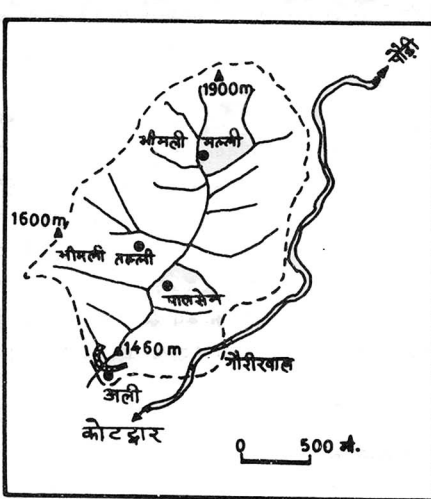 पौड़ी
1900m
भीमली मल्ली
1600m
भीमली तल्ली
पालसैन
1460 m
गौरीखाल
अली
कोटद्वार
0 500 मी.